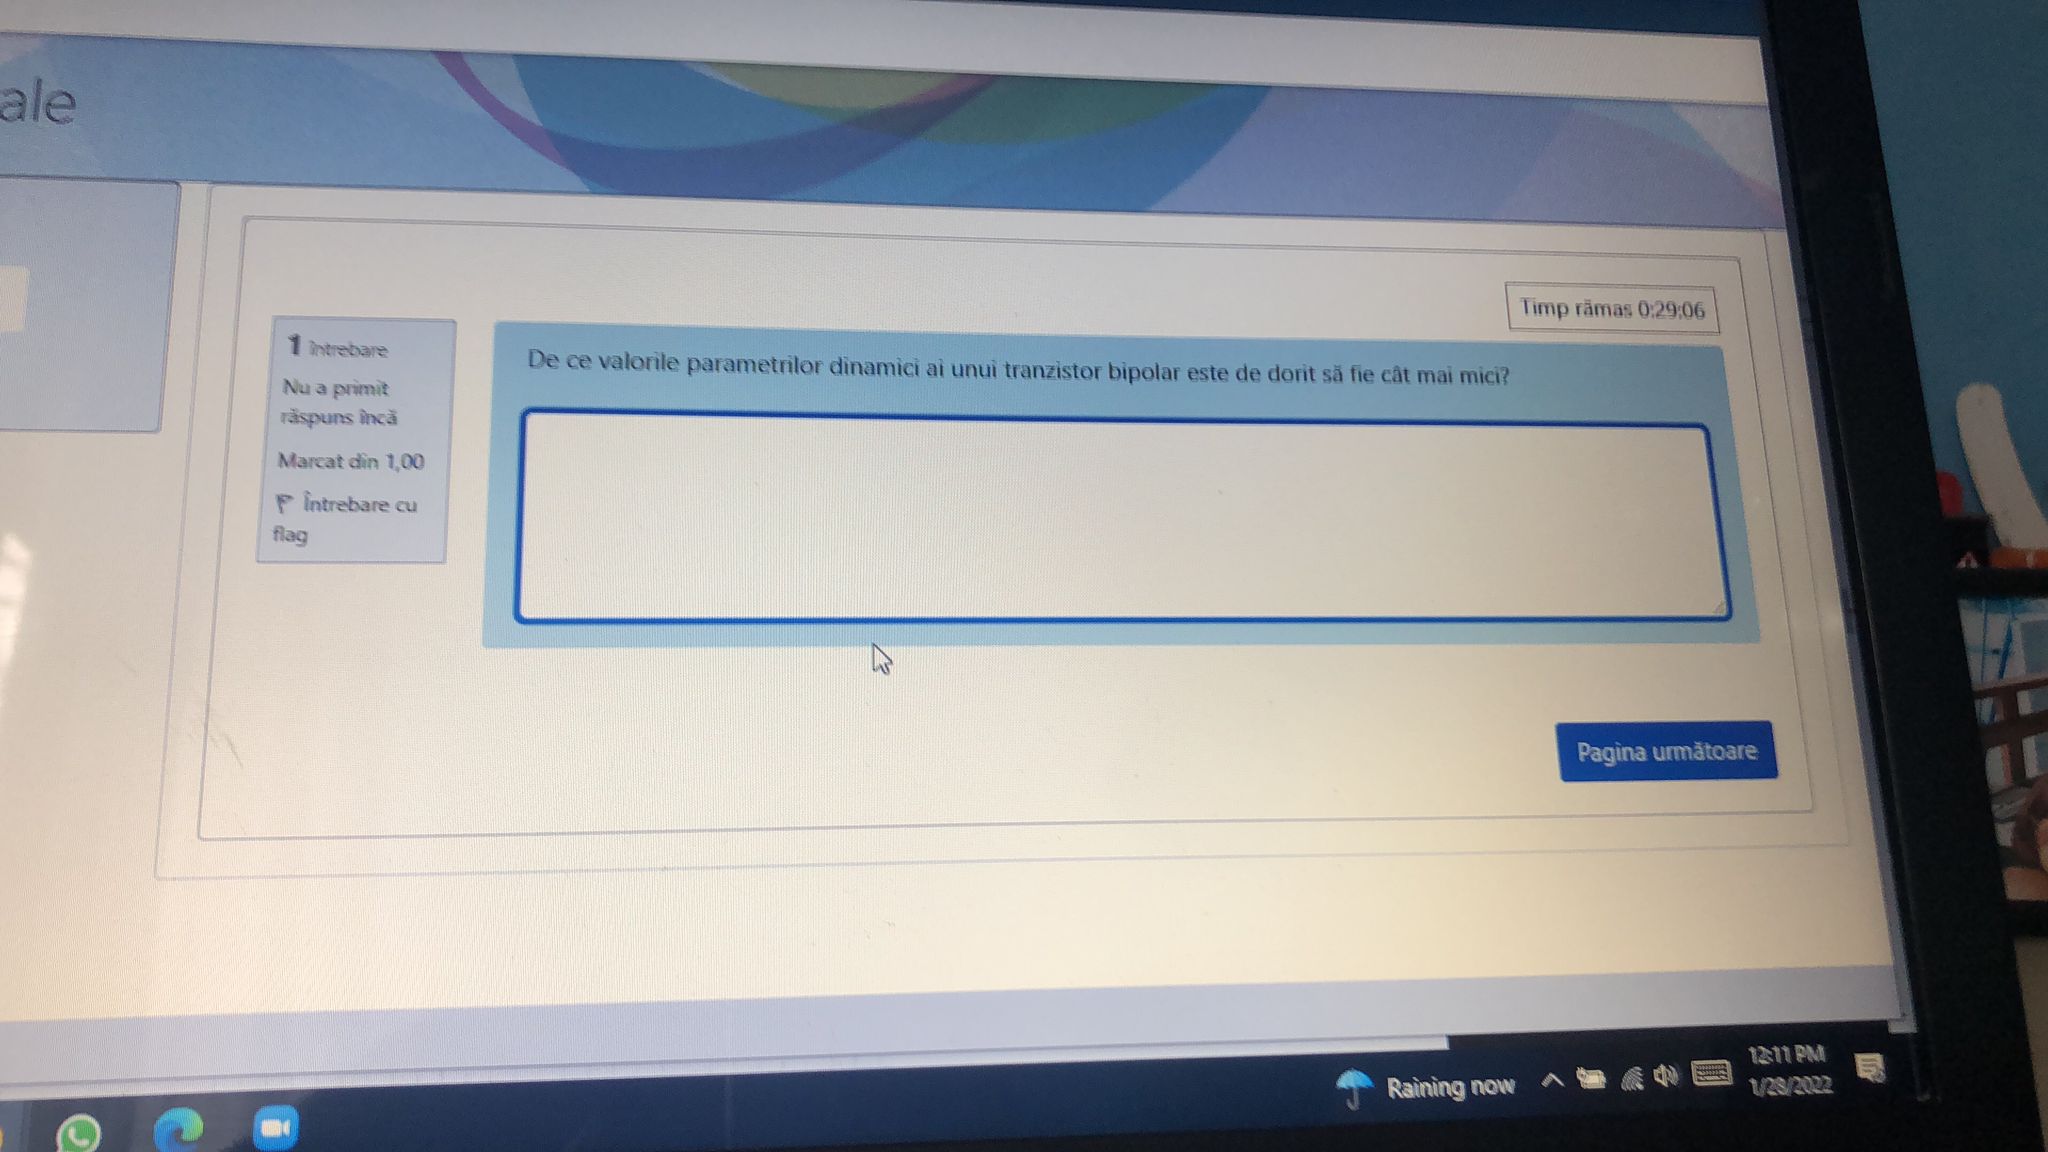 ale
Timp rămas 0:29:06
1 întrebare
Nu a primit
răspuns încă
Marcat din 1,00
Întrebare cu
flag
De ce valorile parametrilor dinamici ai unui tranzistor bipolar este de dorit să fie cât mai mici?
Pagina următoare
Raining now
12:11 PM
1/28/2022